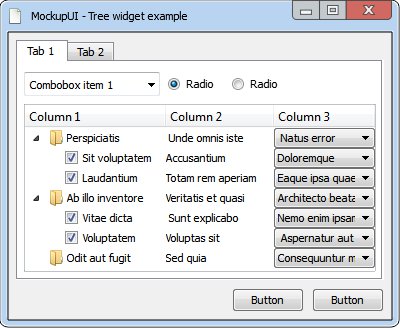 MockupUI - Tree widget example
Tab 1 Tab 2
Combobox item 1 Radio Radio
Column 1 Column 2 Column 3
Perspiciatis Unde omnis iste Natus error
Sit voluptatem Accusantium Doloremque
Laudantium Totam rem aperiam Eaque ipsa quae
Ab illo inventore Veritatis et quasi Architecto beata
Vitae dicta Sunt explicabo Nemo enim ipsam
Voluptatem Voluptas sit Aspernatur aut
Odit aut fugit Sed quia Consequuntur m
Button Button